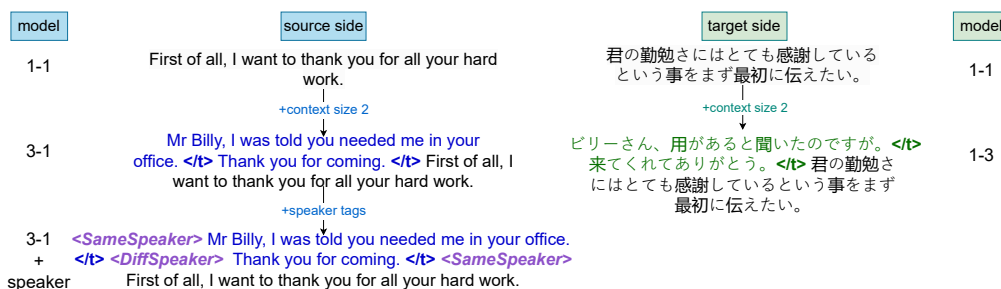 model
source side
target side
model
1-1
First of all, I want to thank you for all your hard
work.
君の勤勉さにはとても感謝している
という事をまず最初に伝えたい。
1-1
+context size 2
+context size 2
3-1
Mr Billy, I was told you needed me in your
office. </t> Thank you for coming. </t> First of all, I
want to thank you for all your hard work.
ビリーさん、用があると聞いたのですが。</t>
来てくれてありがとう。</t> 君の勤勉さ
にはとても感謝しているという事をまず
最初に伝えたい。
1-3
+speaker tags
3-1
+
speaker
<SameSpeaker> Mr Billy, I was told you needed me in your office.
</t> <DiffSpeaker> Thank you for coming. </t> <SameSpeaker>
First of all, I want to thank you for all your hard work.